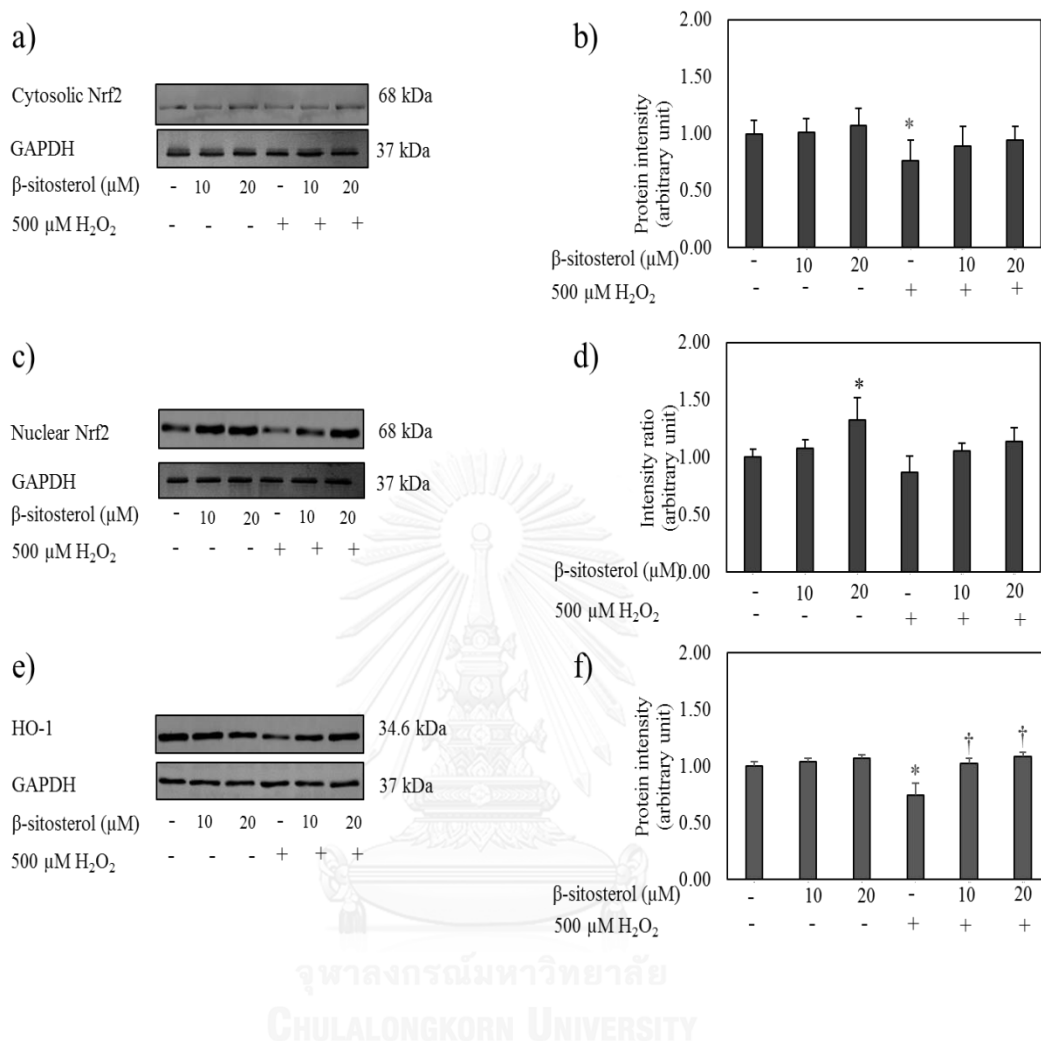 a)
Cytosolic Nrf2 68 kDa
GAPDH 37 kDa
β-sitosterol (µM) - 10 20 - 10 20
500 µM H₂O₂ - - - + + +
b)
Protein intensity
(arbitrary unit)
2.00
1.50
1.00
0.50
0.00
*
β-sitosterol (µM) - 10 20 - 10 20
500 µM H₂O₂ - - - + + +
c)
Nuclear Nrf2 68 kDa
GAPDH 37 kDa
β-sitosterol (µM) - 10 20 - 10 20
500 µM H₂O₂ - - - + + +
d)
Intensity ratio
(arbitrary unit)
2.00
1.50
1.00
0.50
0.00
*
β-sitosterol (µM) - 10 20 - 10 20
500 µM H₂O₂ - - - + + +
e)
HO-1 34.6 kDa
GAPDH 37 kDa
β-sitosterol (µM) - 10 20 - 10 20
500 µM H₂O₂ - - - + + +
f)
Protein intensity
(arbitrary unit)
2.00
1.50
1.00
0.50
0.00
* † †
β-sitosterol (µM) - 10 20 - 10 20
500 µM H₂O₂ - - - + + +
จุฬาลงกรณ์มหาวิทยาลัย
CHULALONGKORN UNIVERSITY